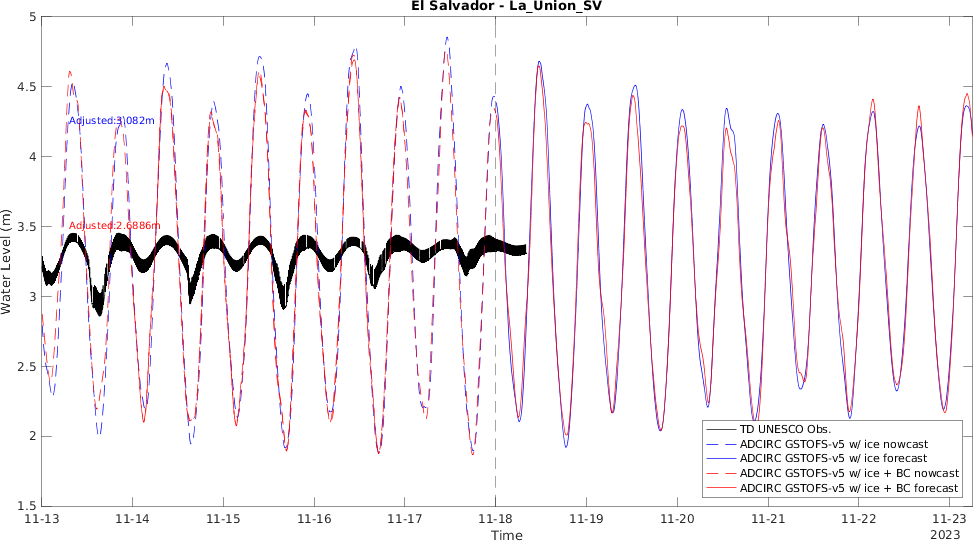 El Salvador - La_Union_SV
5
4.5
4
3.5
3
2.5
2
1.5
Water Level (m)
Adjusted:3.082m
Adjusted:2.6886m
TD UNESCO Obs.
ADCIRC GSTOFS-v5 w/ ice nowcast
ADCIRC GSTOFS-v5 w/ ice forecast
ADCIRC GSTOFS-v5 w/ ice + BC nowcast
ADCIRC GSTOFS-v5 w/ ice + BC forecast
11-13 11-14 11-15 11-16 11-17 11-18 11-19 11-20 11-21 11-22 11-23
Time 2023